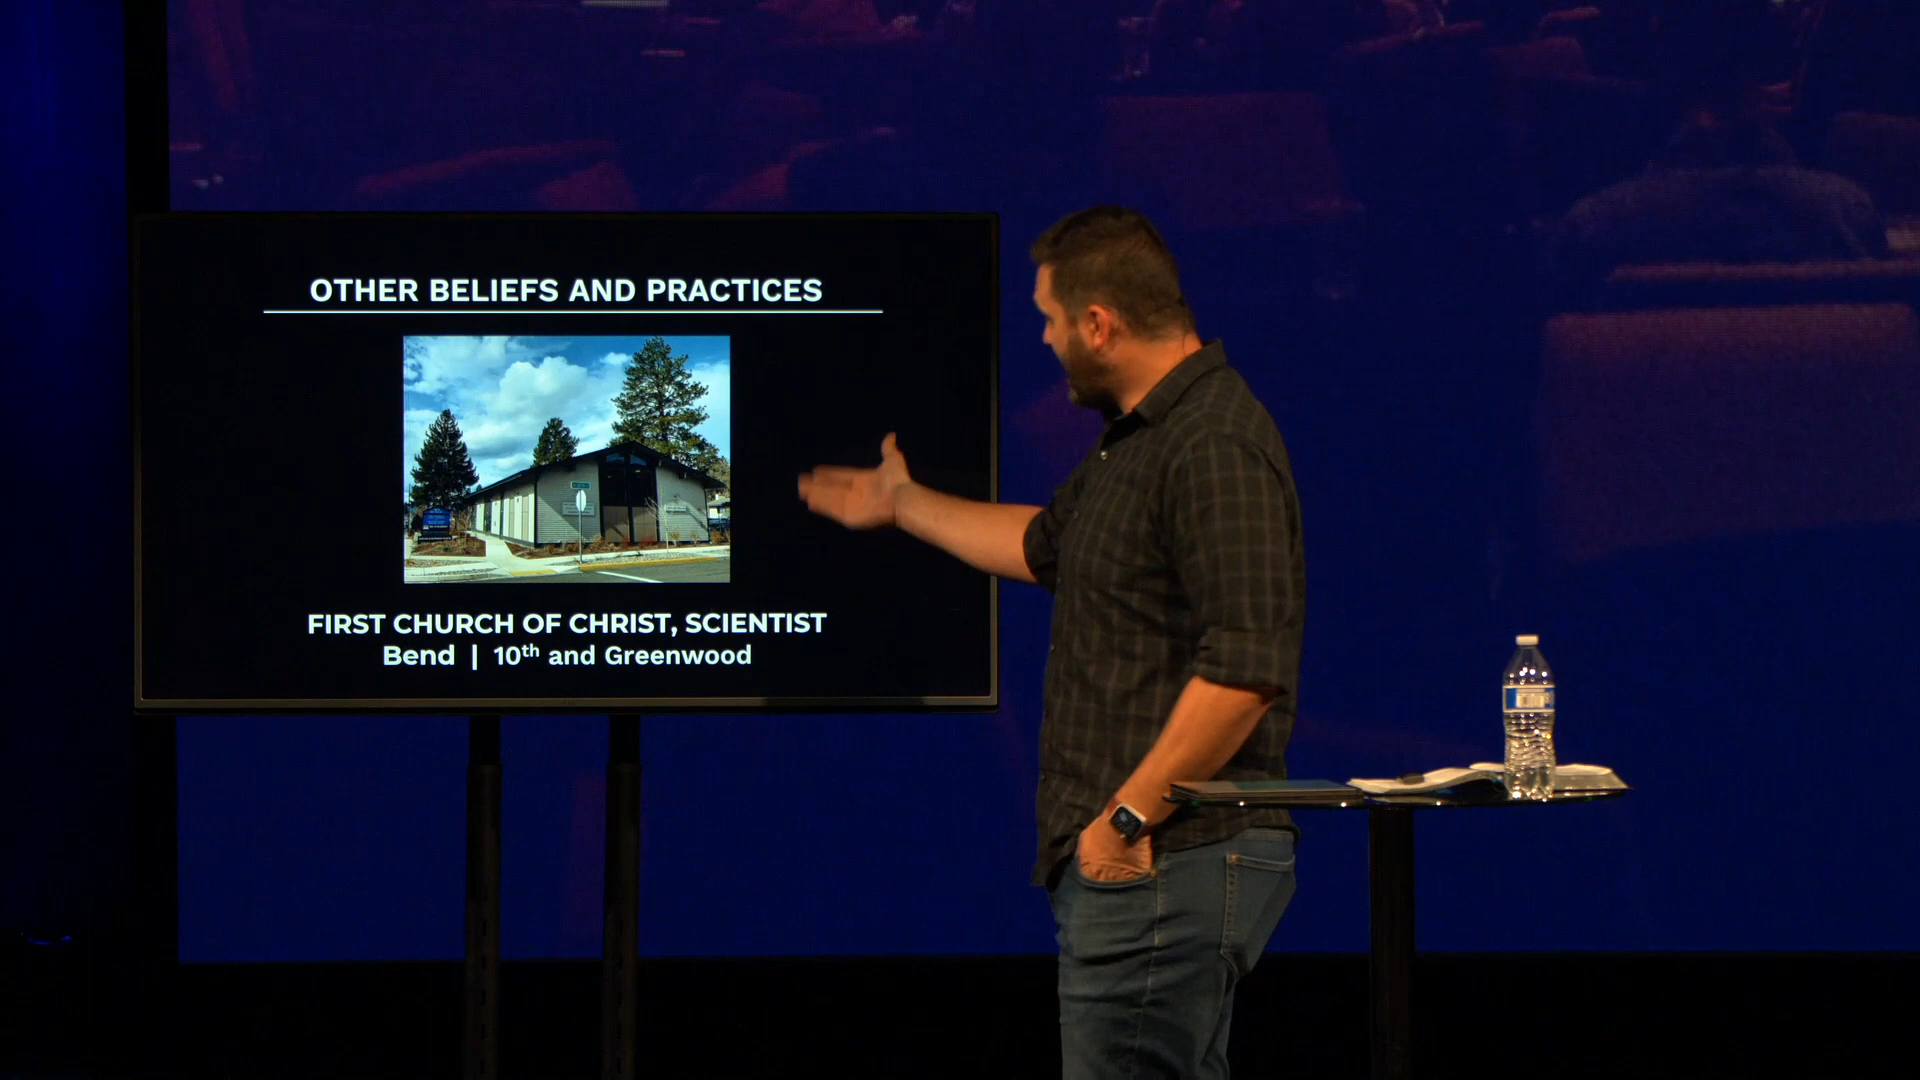 OTHER BELIEFS AND PRACTICES
FIRST CHURCH OF CHRIST, SCIENTIST
Bend | 10th and Greenwood